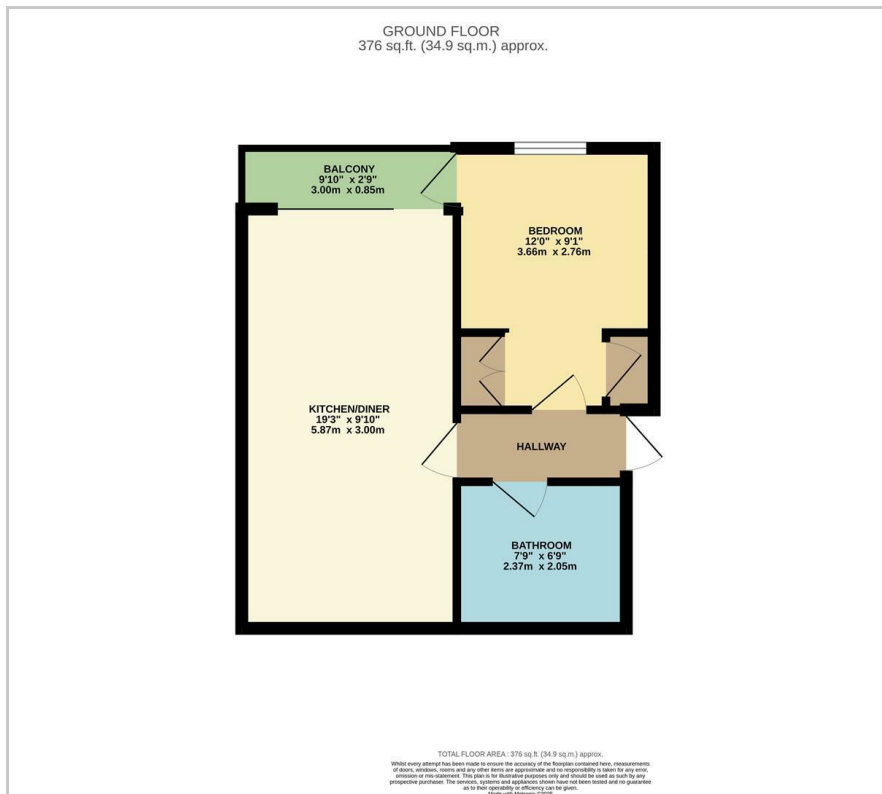 GROUND FLOOR
376 sq.ft. (34.9 sq.m.) approx.
BALCONY
9'10" x 2'9"
3.00m x 0.85m
BEDROOM
12'0" x 9'1"
3.66m x 2.76m
KITCHEN/DINER
19'3" x 9'10"
5.87m x 3.00m
HALLWAY
BATHROOM
7'9" x 6'9"
2.37m x 2.05m
TOTAL FLOOR AREA : 376 sq.ft. (34.9 sq.m.) approx.
Whilst every attempt has been made to ensure the accuracy of the floorplan contained here, measurements
of doors, windows, rooms and any other items are approximate and no responsibility is taken for any error,
omission or mis-statement. This plan is for illustrative purposes only and should be used as such by any
prospective purchaser. The services, systems and appliances shown have not been tested and no guarantee
as to their operability or efficiency can be given.
Made with Metropix ©2025